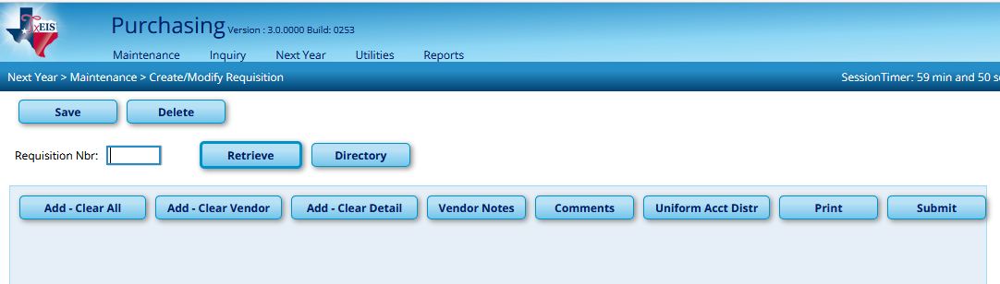 TxEIS
Purchasing Version : 3.0.0000 Build: 0253
Maintenance Inquiry Next Year Utilities Reports
Next Year > Maintenance > Create/Modify Requisition SessionTimer: 59 min and 50 s
Save Delete
Requisition Nbr: Retrieve Directory
Add - Clear All Add - Clear Vendor Add - Clear Detail Vendor Notes Comments Uniform Acct Distr Print Submit